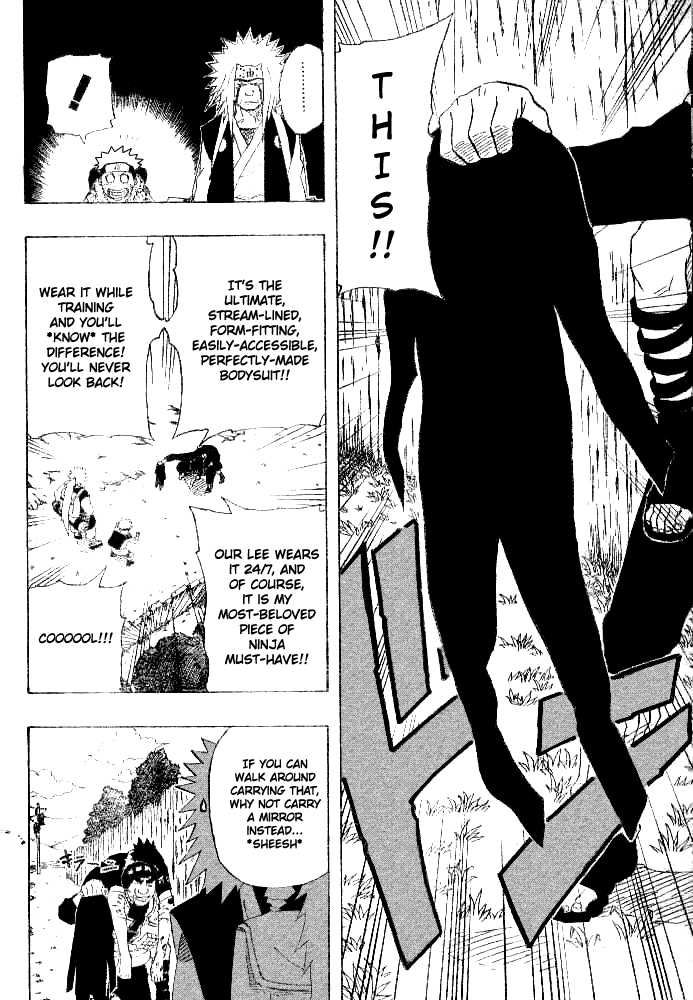 THIS!!
.........
!
IT'S THE
ULTIMATE,
STREAM-LINED,
FORM-FITTING,
EASILY-ACCESSIBLE,
PERFECTLY-MADE
BODYSUIT!!
WEAR IT WHILE
TRAINING
AND YOU'LL
*KNOW* THE
DIFFERENCE!
YOU'LL NEVER
LOOK BACK!
OUR LEE WEARS
IT 24/7, AND
OF COURSE,
IT IS MY
MOST-BELOVED
PIECE OF
NINJA
MUST-HAVE!!
COOOOOL!!!
IF YOU CAN
WALK AROUND
CARRYING THAT,
WHY NOT CARRY
A MIRROR
INSTEAD...
*SHEESH*